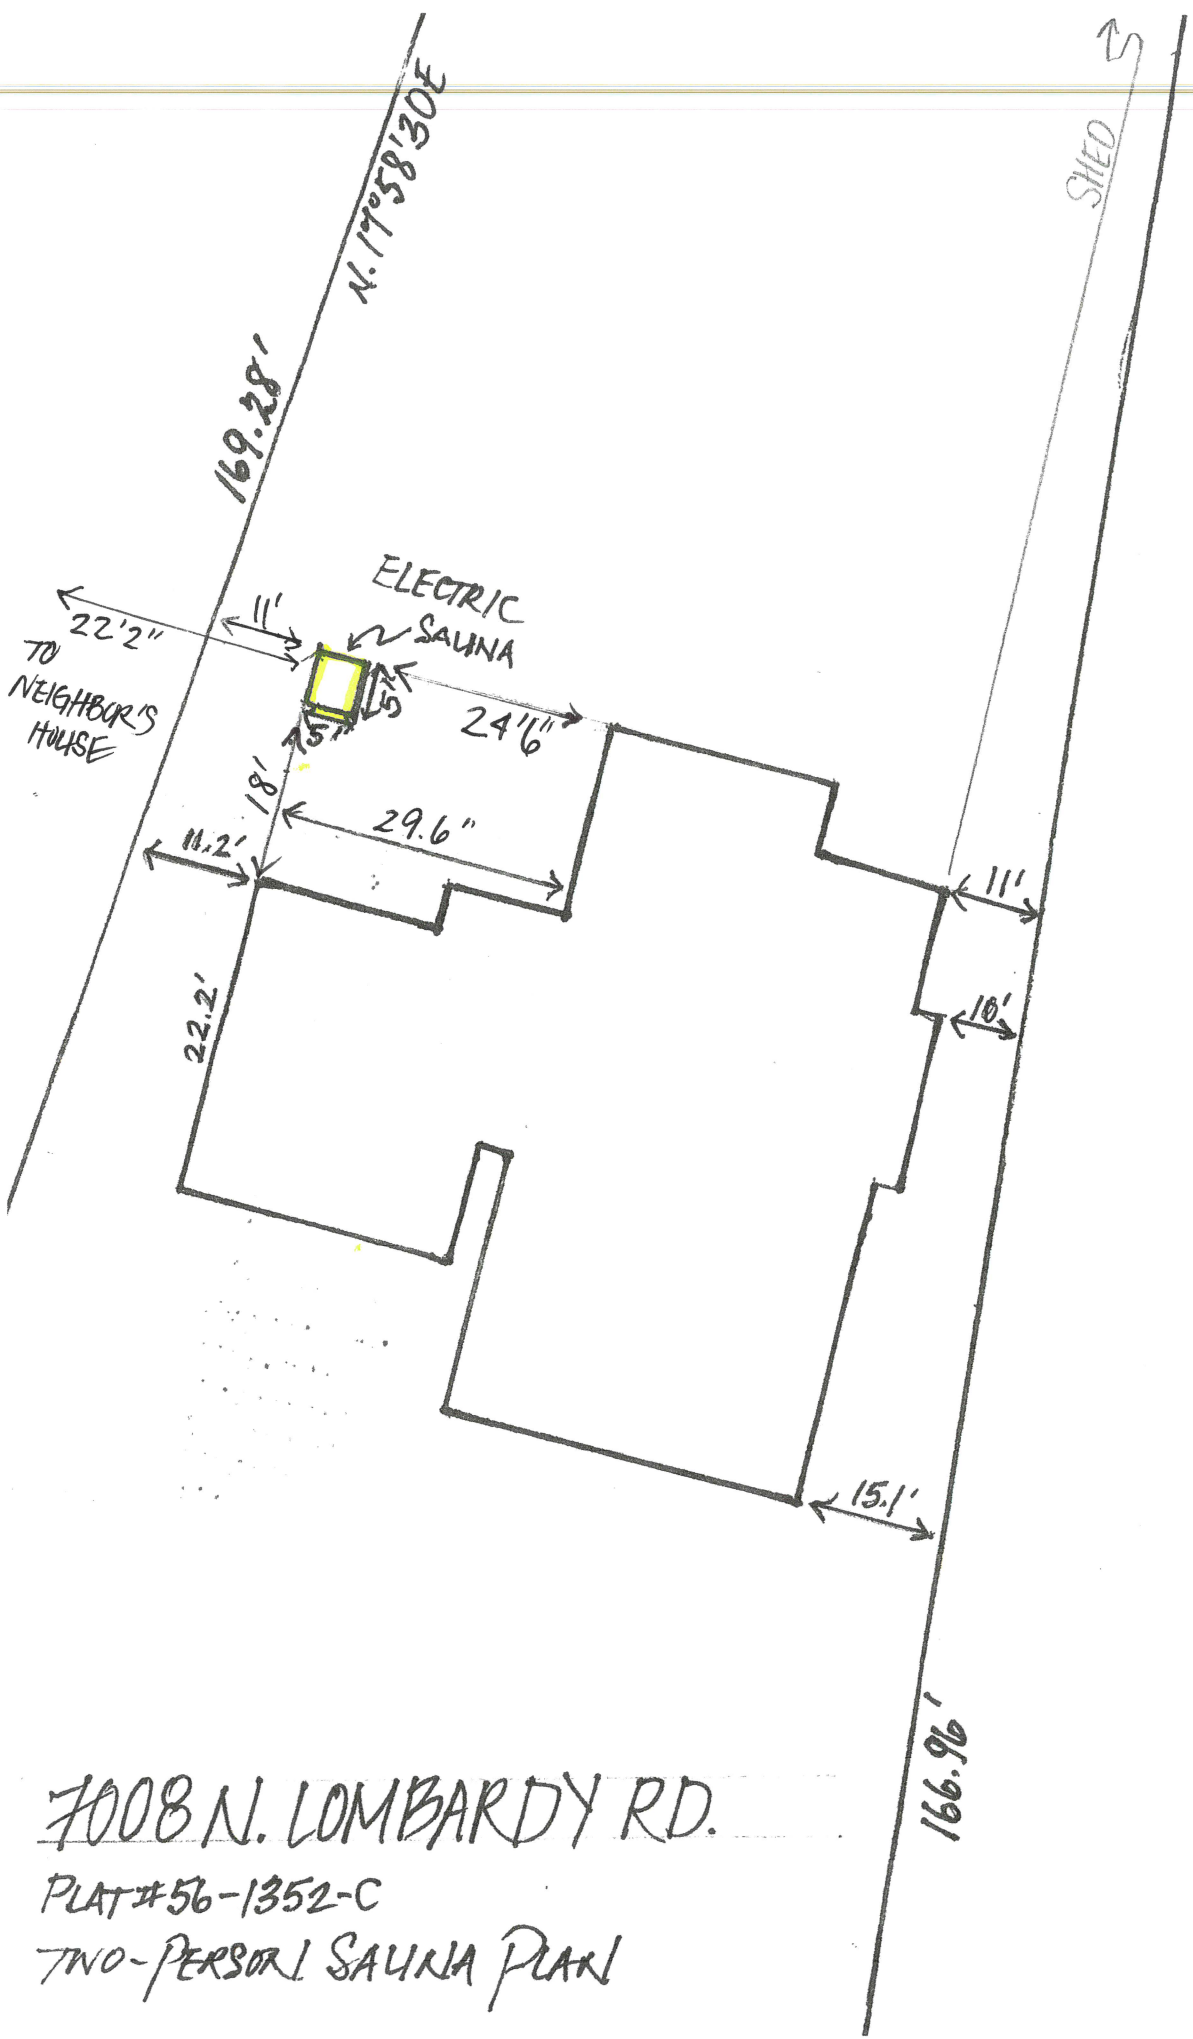 SHED
N. 17°58'30E
169.28'
ELECTRIC
SAUNA
11'
22'2"
TO
NEIGHBOR'S
HOUSE
5'
5'
24'6"
18'
29.6"
11.2'
11'
22.2'
10'
15.1'
166.96'
7008 N. LOMBARDY RD.
PLAT#56-1352-C
TWO-PERSON SAUNA PLAN